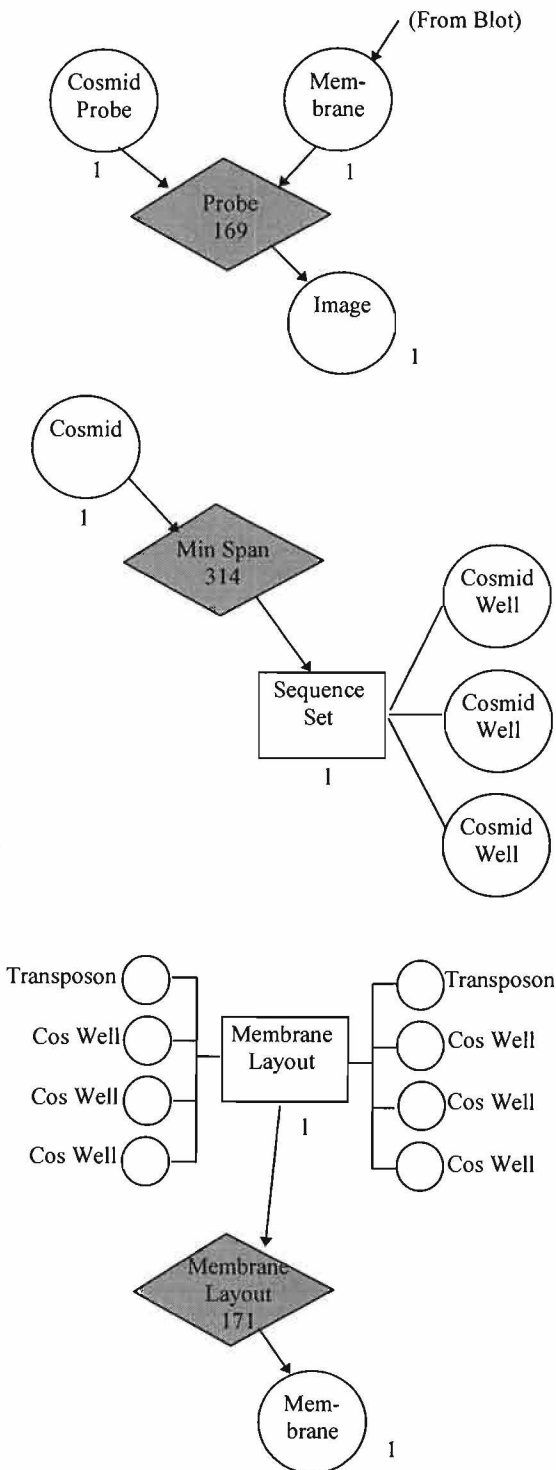 (From Blot)
Cosmid
Probe
Mem-
brane
1
1
Probe
169
Image
1
Cosmid
1
Min Span
314
Cosmid
Well
Sequence
Set
1
Cosmid
Well
Cosmid
Well
Transposon
Cos Well
Cos Well
Cos Well
Membrane
Layout
1
Transposon
Cos Well
Cos Well
Cos Well
Membrane
Layout
171
Mem-
brane
1